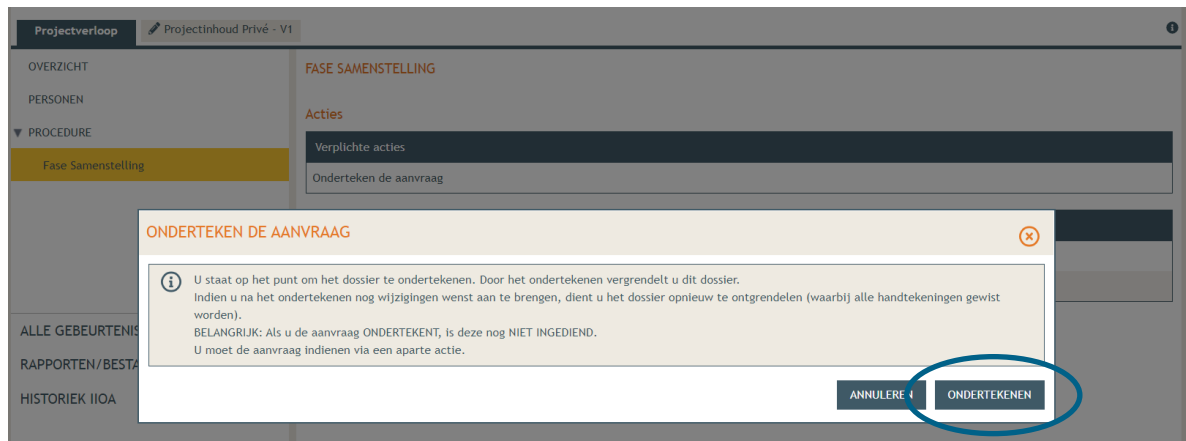 Projectverloop
Projectinhoud Privé - V1
OVERZICHT
PERSONEN
PROCEDURE
Fase Samenstelling
ALLE GEBEURTENIS
RAPPORTEN/BESTA
HISTORIEK IIOA
FASE SAMENSTELLING
Acties
Verplichte acties
Onderteken de aanvraag
ONDERTEKEN DE AANVRAAG
U staat op het punt om het dossier te ondertekenen. Door het ondertekenen vergrendelt u dit dossier.
Indien u na het ondertekenen nog wijzigingen wenst aan te brengen, dient u het dossier opnieuw te ontgrendelen (waarbij alle handtekeningen gewist
worden).
BELANGRIJK: Als u de aanvraag ONDERTEKENT, is deze nog NIET INGEDIEND.
U moet de aanvraag indienen via een aparte actie.
ANNULEREN
ONDERTEKENEN